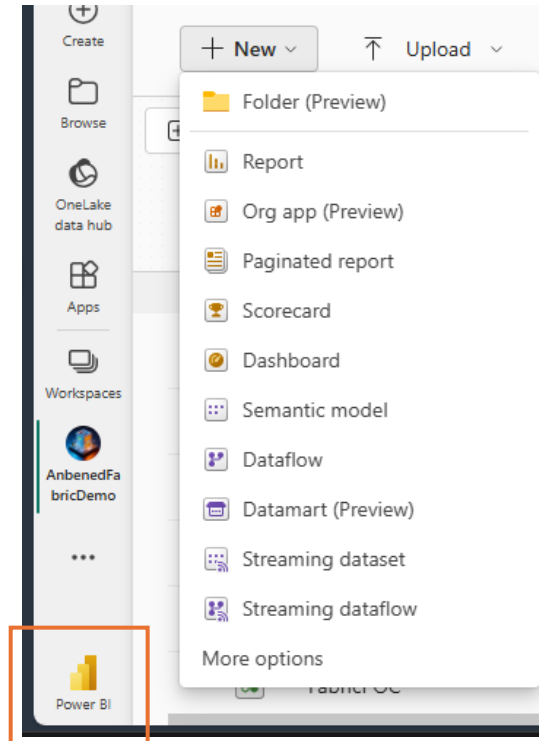 Create
Browse
OneLake
data hub
Apps
Workspaces
AnbenedFa
bricDemo
Power BI
New
Upload
Folder (Preview)
Report
Org app (Preview)
Paginated report
Scorecard
Dashboard
Semantic model
Dataflow
Datamart (Preview)
Streaming dataset
Streaming dataflow
More options